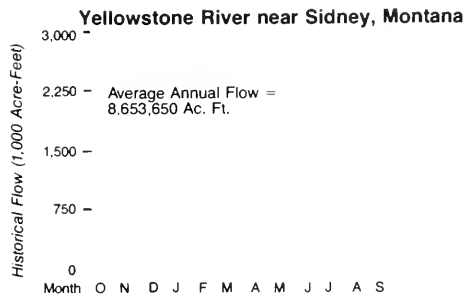 Yellowstone River near Sidney, Montana
Historical Flow (1,000 Acre-Feet)
3,000
2,250
Average Annual Flow =
8,653,650 Ac. Ft.
1,500
750
0
Month O N D J F M A M J J A S